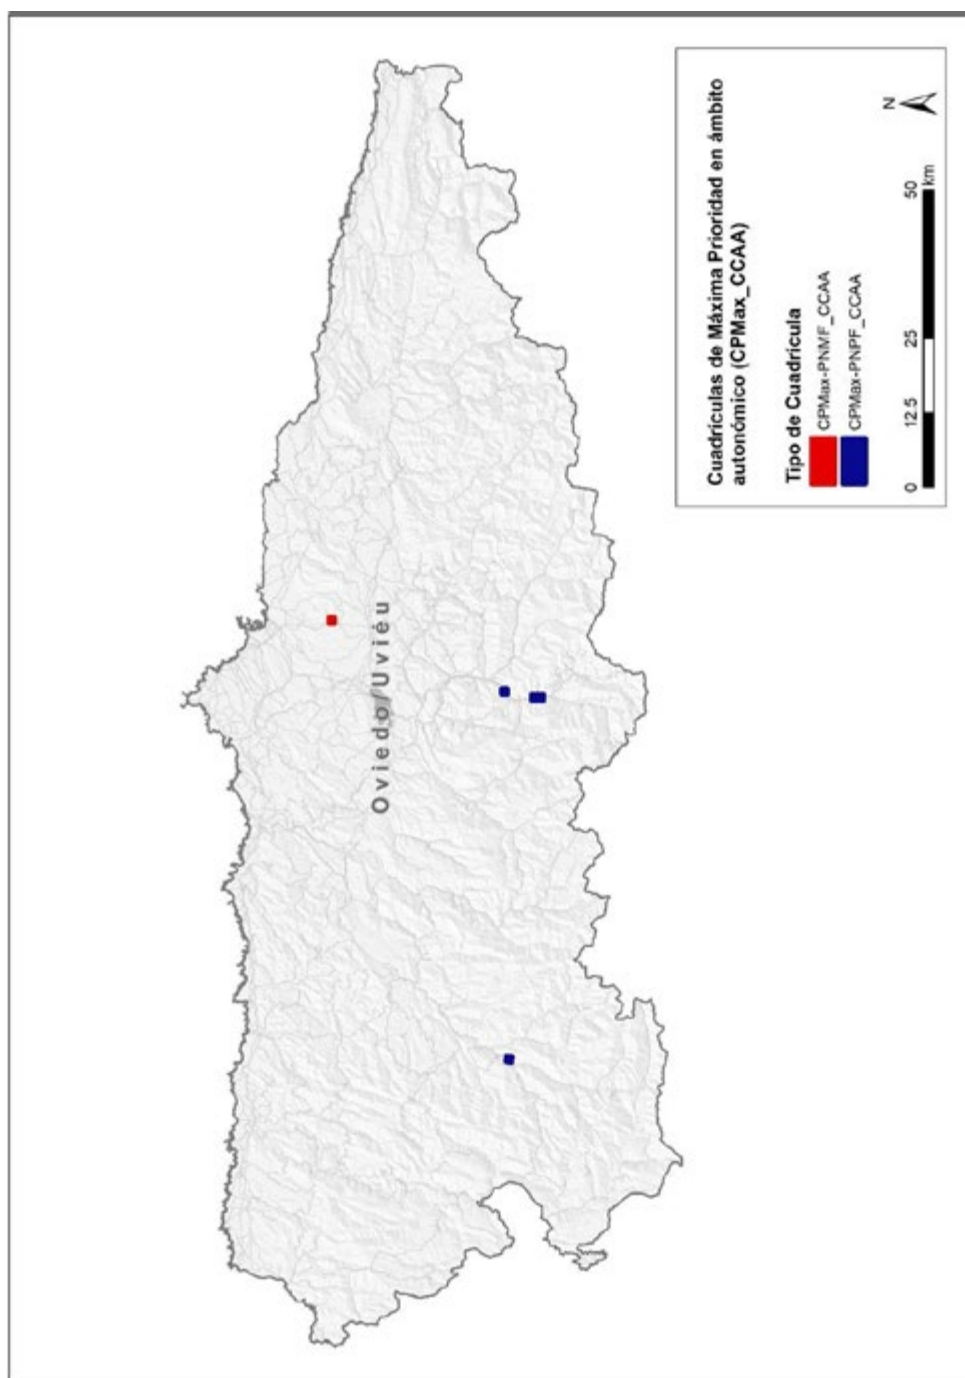 Oviedo/Uviéu
Cuadrículas de Máxima Prioridad en ámbito
autonómico (CPMax_CCAA)
Tipo de Cuadrícula
CPMax-PNMF_CCAA
CPMax-PNPF_CCAA
N
0 12.5 25 50
km